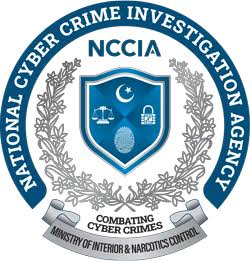 NATIONAL CYBER CRIME INVESTIGATION AGENCY
NCCIA
COMBATING
CYBER CRIMES
MINISTRY OF INTERIOR & NARCOTICS CONTROL